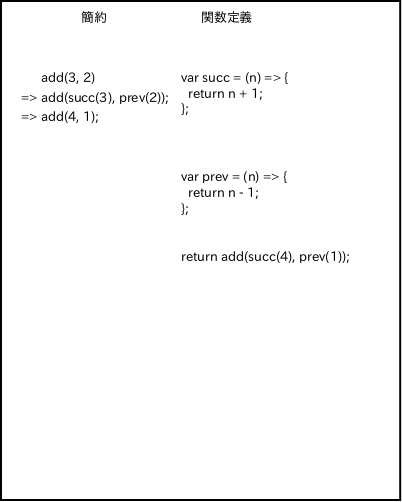 簡約
関数定義
add(3, 2)
=> add(succ(3), prev(2));
=> add(4, 1);
var succ = (n) => {
return n + 1;
};
var prev = (n) => {
return n - 1;
};
return add(succ(4), prev(1));